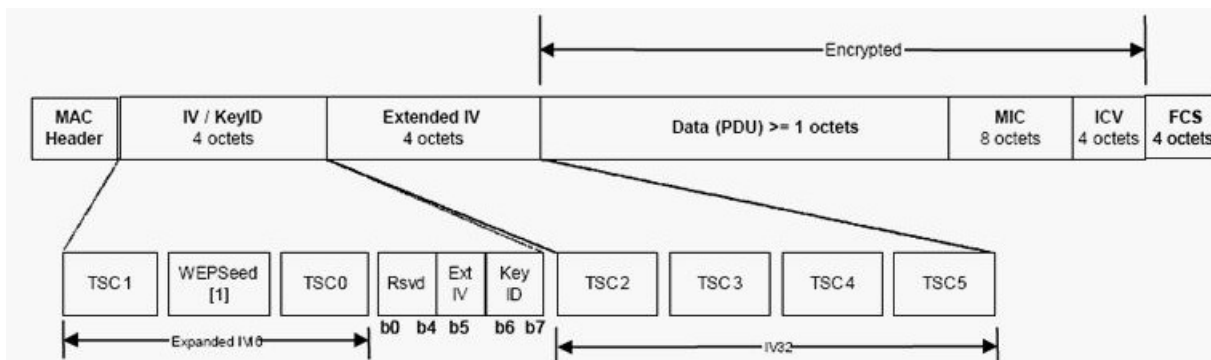 Encrypted
MAC
Header
IV / KeyID
4 octets
Extended IV
4 octets
Data (PDU) >= 1 octets
MIC
8 octets
ICV
4 octets
FCS
4 octets
TSC1
WEPSeed
[1]
TSC0
Rsvd
Ext
IV
Key
ID
TSC2
TSC3
TSC4
TSC5
b0 b4 b5 b6 b7
Expanded IV16
IV32